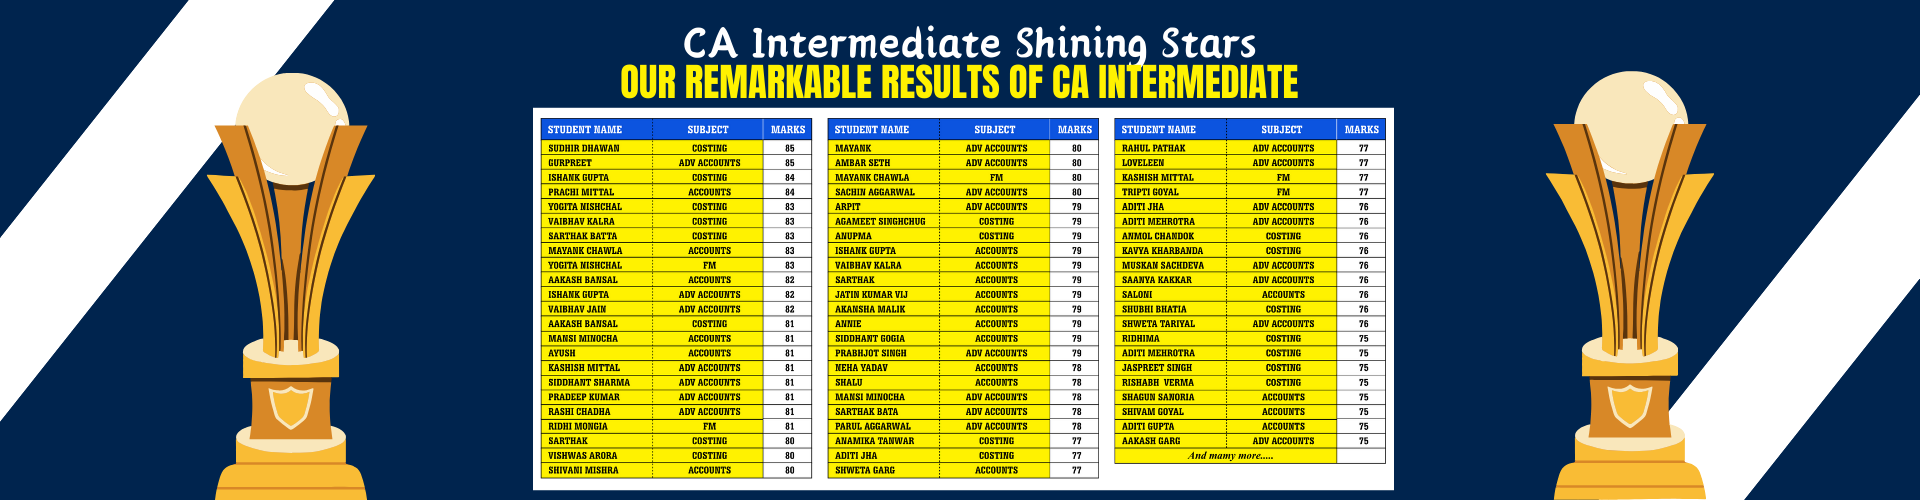 CA Intermediate Shining Stars
OUR REMARKABLE RESULTS OF CA INTERMEDIATE
STUDENT NAME SUBJECT MARKS
SUDHIR DHAWAN COSTING 85
GURPREET ADV ACCOUNTS 85
ISHANK GUPTA COSTING 84
PRACHI MITTAL ACCOUNTS 84
YOGITA NISHCHAL COSTING 83
VAIBHAV KALRA COSTING 83
SARTHAK BATTA COSTING 83
MAYANK CHAWLA ACCOUNTS 83
YOGITA NISHCHAL FM 83
AAKASH BANSAL ACCOUNTS 82
ISHANK GUPTA ADV ACCOUNTS 82
VAIBHAV JAIN ADV ACCOUNTS 82
AAKASH BANSAL COSTING 81
MANSI MINOCHA ACCOUNTS 81
AYUSH ACCOUNTS 81
KASHISH MITTAL ADV ACCOUNTS 81
SIDDHANT SHARMA ADV ACCOUNTS 81
PRADEEP KUMAR ADV ACCOUNTS 81
RASHI CHADHA ADV ACCOUNTS 81
RIDHI MONGIA FM 81
SARTHAK COSTING 80
VISHWAS ARORA COSTING 80
SHIVANI MISHRA ACCOUNTS 80
STUDENT NAME SUBJECT MARKS
MAYANK ADV ACCOUNTS 80
AMBAR SETH ADV ACCOUNTS 80
MAYANK CHAWLA FM 80
SACHIN AGGARWAL ADV ACCOUNTS 80
ARPIT ADV ACCOUNTS 79
AGAMEET SINGHCHUG COSTING 79
ANUPMA COSTING 79
ISHANK GUPTA ACCOUNTS 79
VAIBHAV KALRA ACCOUNTS 79
SARTHAK ACCOUNTS 79
JATIN KUMAR VIJ ACCOUNTS 79
AKANSHA MALIK ACCOUNTS 79
ANNIE ACCOUNTS 79
SIDDHANT GOGIA ACCOUNTS 79
PRABHJOT SINGH ADV ACCOUNTS 79
NEHA YADAV ACCOUNTS 78
SHALU ACCOUNTS 78
MANSI MINOCHA ADV ACCOUNTS 78
SARTHAK BATA ADV ACCOUNTS 78
PARUL AGGARWAL ADV ACCOUNTS 78
ANAMIKA TANWAR COSTING 77
ADITI JHA COSTING 77
SHWETA GARG ACCOUNTS 77
STUDENT NAME SUBJECT MARKS
RAHUL PATHAK ADV ACCOUNTS 77
LOVELEEN ADV ACCOUNTS 77
KASHISH MITTAL FM 77
TRIPTI GOYAL FM 77
ADITI JHA ADV ACCOUNTS 76
ADITI MEHROTRA ADV ACCOUNTS 76
ANMOL CHANDOK COSTING 76
KAVYA KHARBANDA COSTING 76
MUSKAN SACHDEVA ADV ACCOUNTS 76
SAANYA KAKKAR ADV ACCOUNTS 76
SALONI ACCOUNTS 76
SHUBHI BHATIA COSTING 76
SHWETA TARIYAL ADV ACCOUNTS 76
RIDHIMA COSTING 75
ADITI MEHROTRA COSTING 75
JASPREET SINGH COSTING 75
RISHABH VERMA COSTING 75
SHAGUN SANORIA ACCOUNTS 75
SHIVAM GOYAL ACCOUNTS 75
ADITI GUPTA ACCOUNTS 75
AAKASH GARG ADV ACCOUNTS 75
And mamy more.....